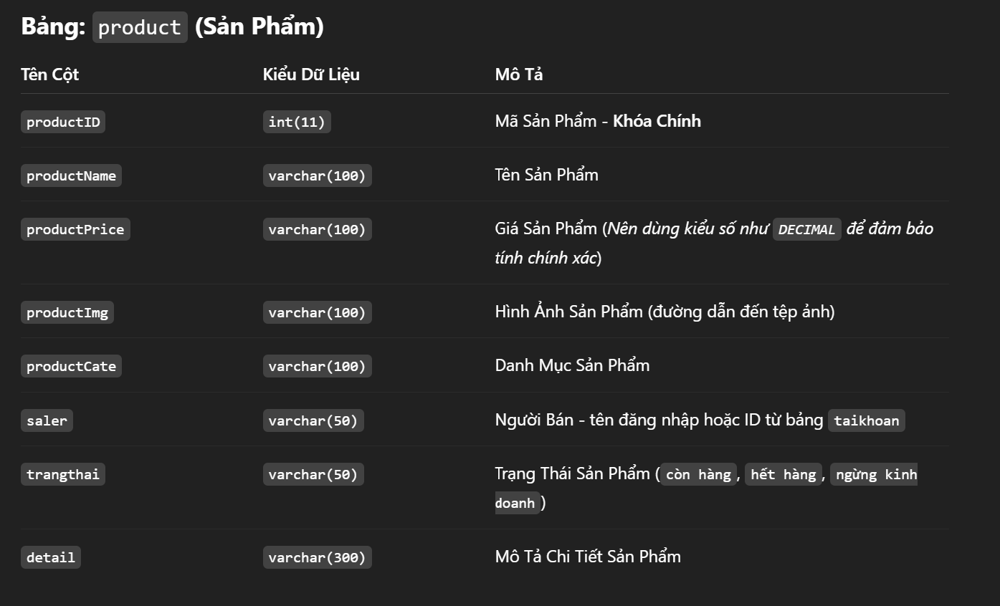 Bảng: product (Sản Phẩm)
Tên Cột Kiểu Dữ Liệu Mô Tả
productID int(11) Mã Sản Phẩm - Khóa Chính
productName varchar(100) Tên Sản Phẩm
productPrice varchar(100) Giá Sản Phẩm (Nên dùng kiểu số như DECIMAL để đảm bảo
tính chính xác)
productImg varchar(100) Hình Ảnh Sản Phẩm (đường dẫn đến tệp ảnh)
productCate varchar(100) Danh Mục Sản Phẩm
saler varchar(50) Người Bán - tên đăng nhập hoặc ID từ bảng taikhoan
trangthai varchar(50) Trạng Thái Sản Phẩm (còn hàng, hết hàng, ngừng kinh
doanh)
detail varchar(300) Mô Tả Chi Tiết Sản Phẩm